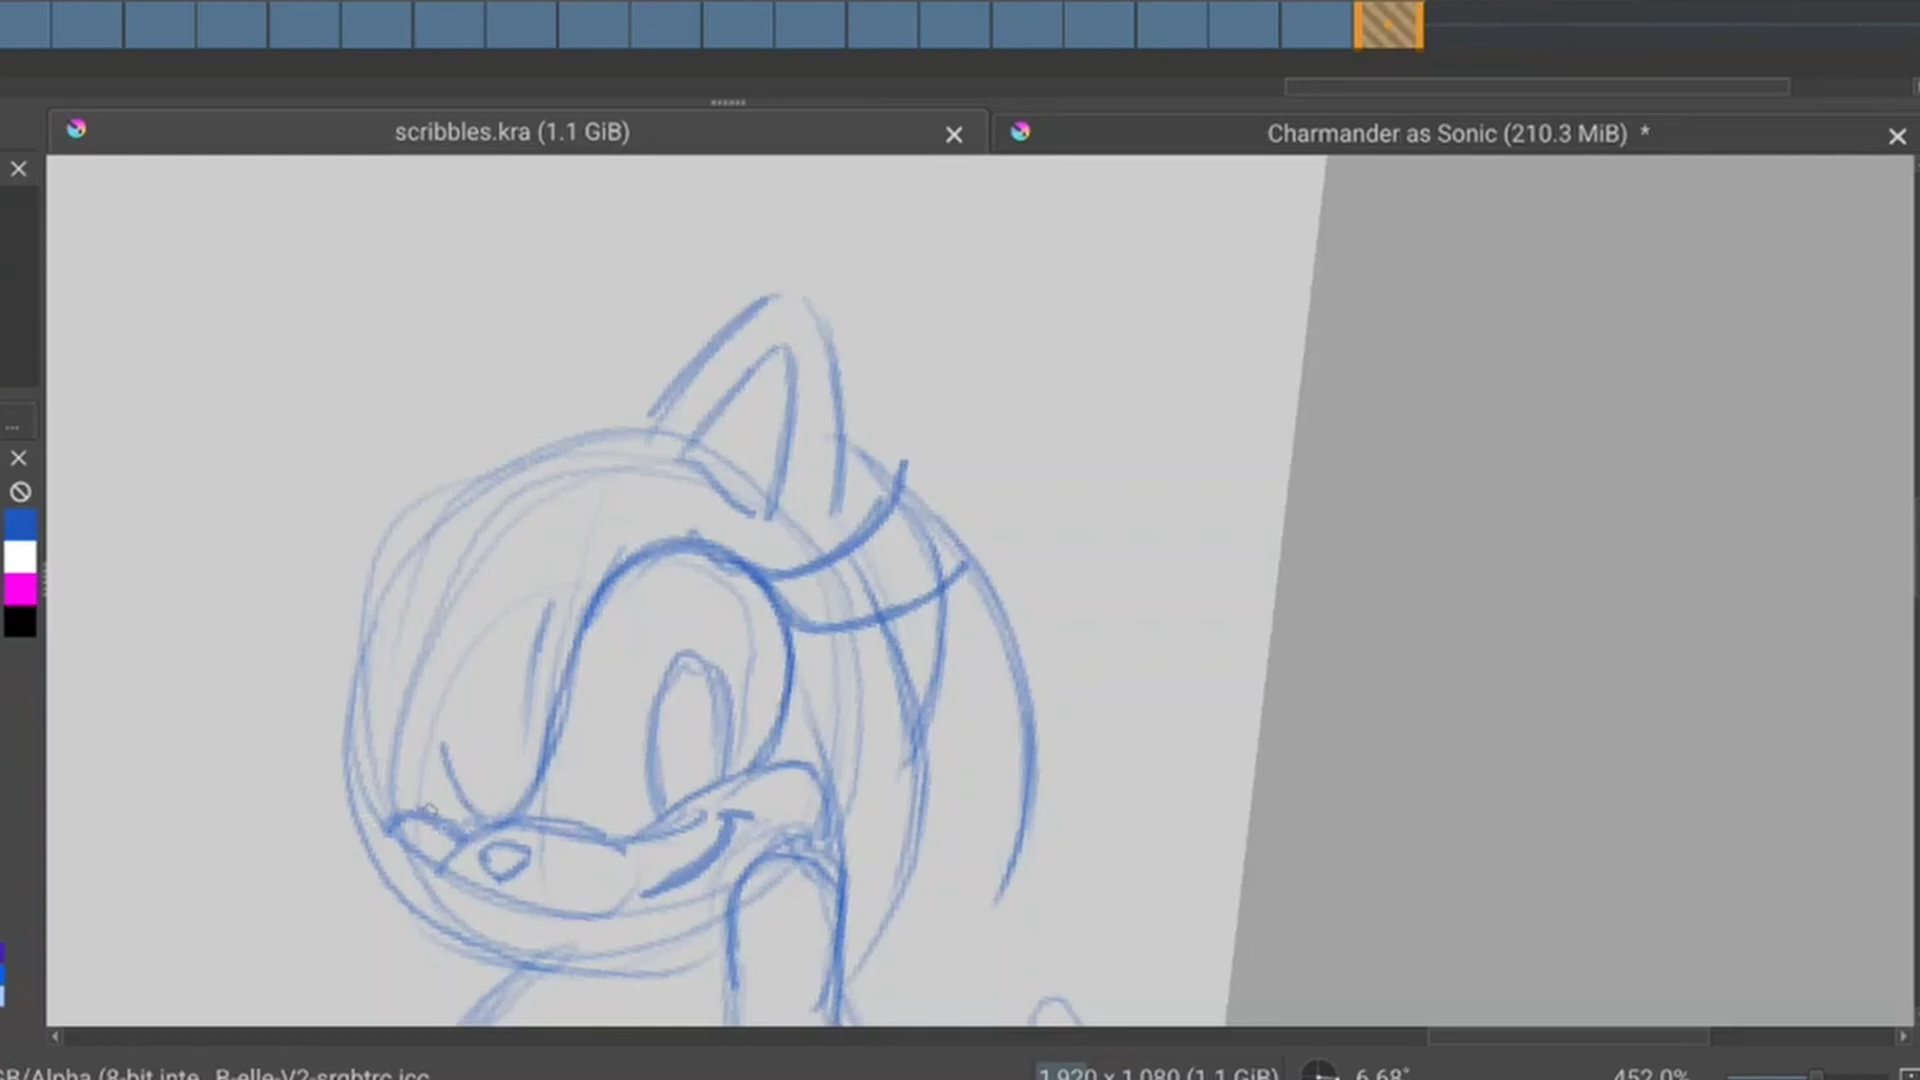 scribbles.kra (1.1 GiB)
Charmander as Sonic (210.3 MiB) *
...
1,920 x 1,080 (1.1 GiB)
6.68°
452.0%